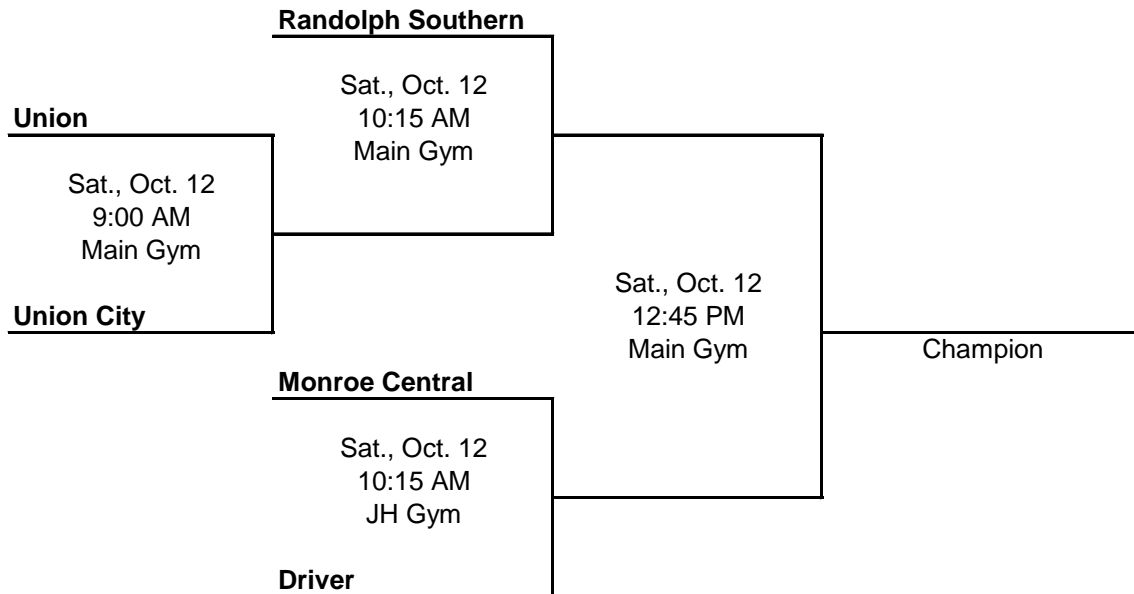 Randolph Southern
Sat., Oct. 12
10:15 AM
Main Gym
Union
Sat., Oct. 12
9:00 AM
Main Gym
Union City
Sat., Oct. 12
12:45 PM
Main Gym
Champion
Monroe Central
Sat., Oct. 12
10:15 AM
JH Gym
Driver